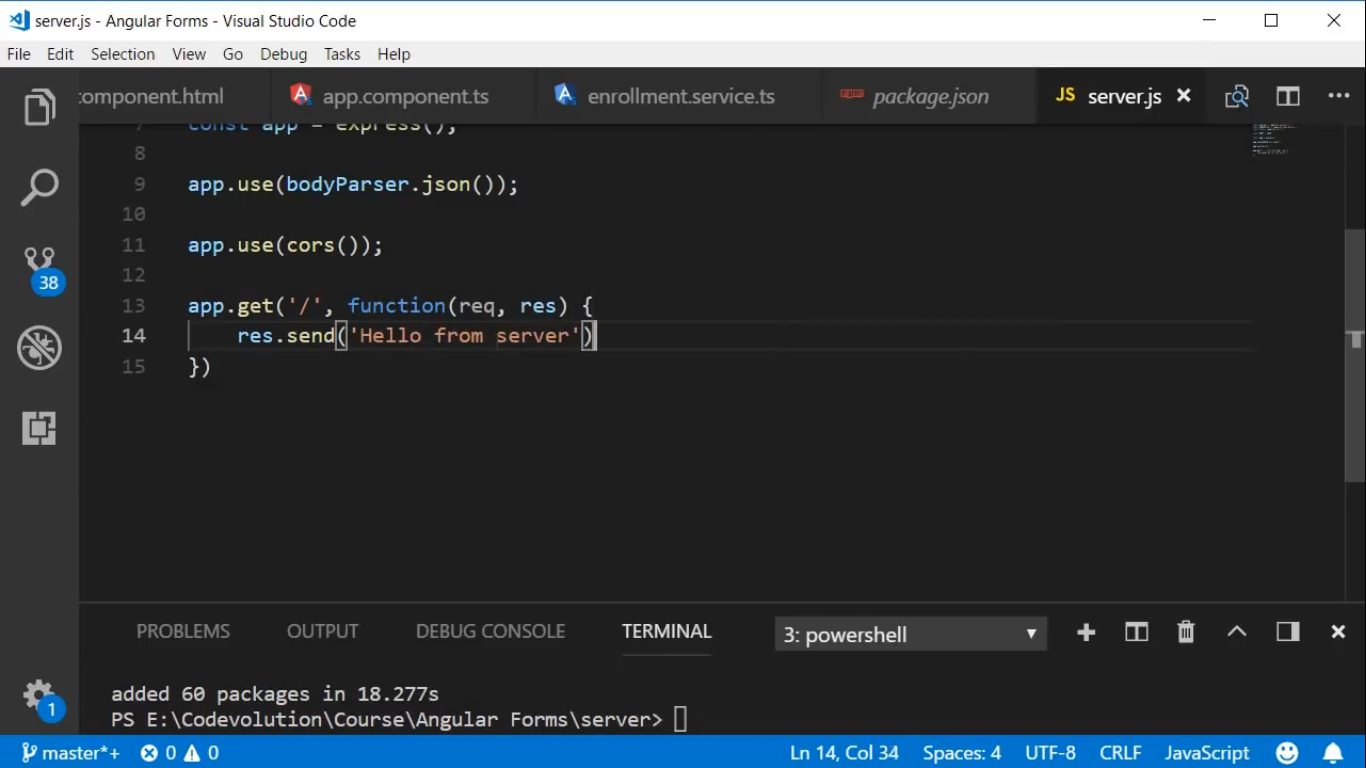 server.js - Angular Forms - Visual Studio Code
File Edit Selection View Go Debug Tasks Help
component.html app.component.ts enrollment.service.ts package.json JS server.js
7 const app = express();
8
9 app.use(bodyParser.json());
10
11 app.use(cors());
12
13 app.get('/', function(req, res) {
14 res.send('Hello from server')
15 })
38
PROBLEMS OUTPUT DEBUG CONSOLE TERMINAL 3: powershell
added 60 packages in 18.277s
PS E:\Codevolution\Course\Angular Forms\server>
1
master*+ 0 0 Ln 14, Col 34 Spaces: 4 UTF-8 CRLF JavaScript